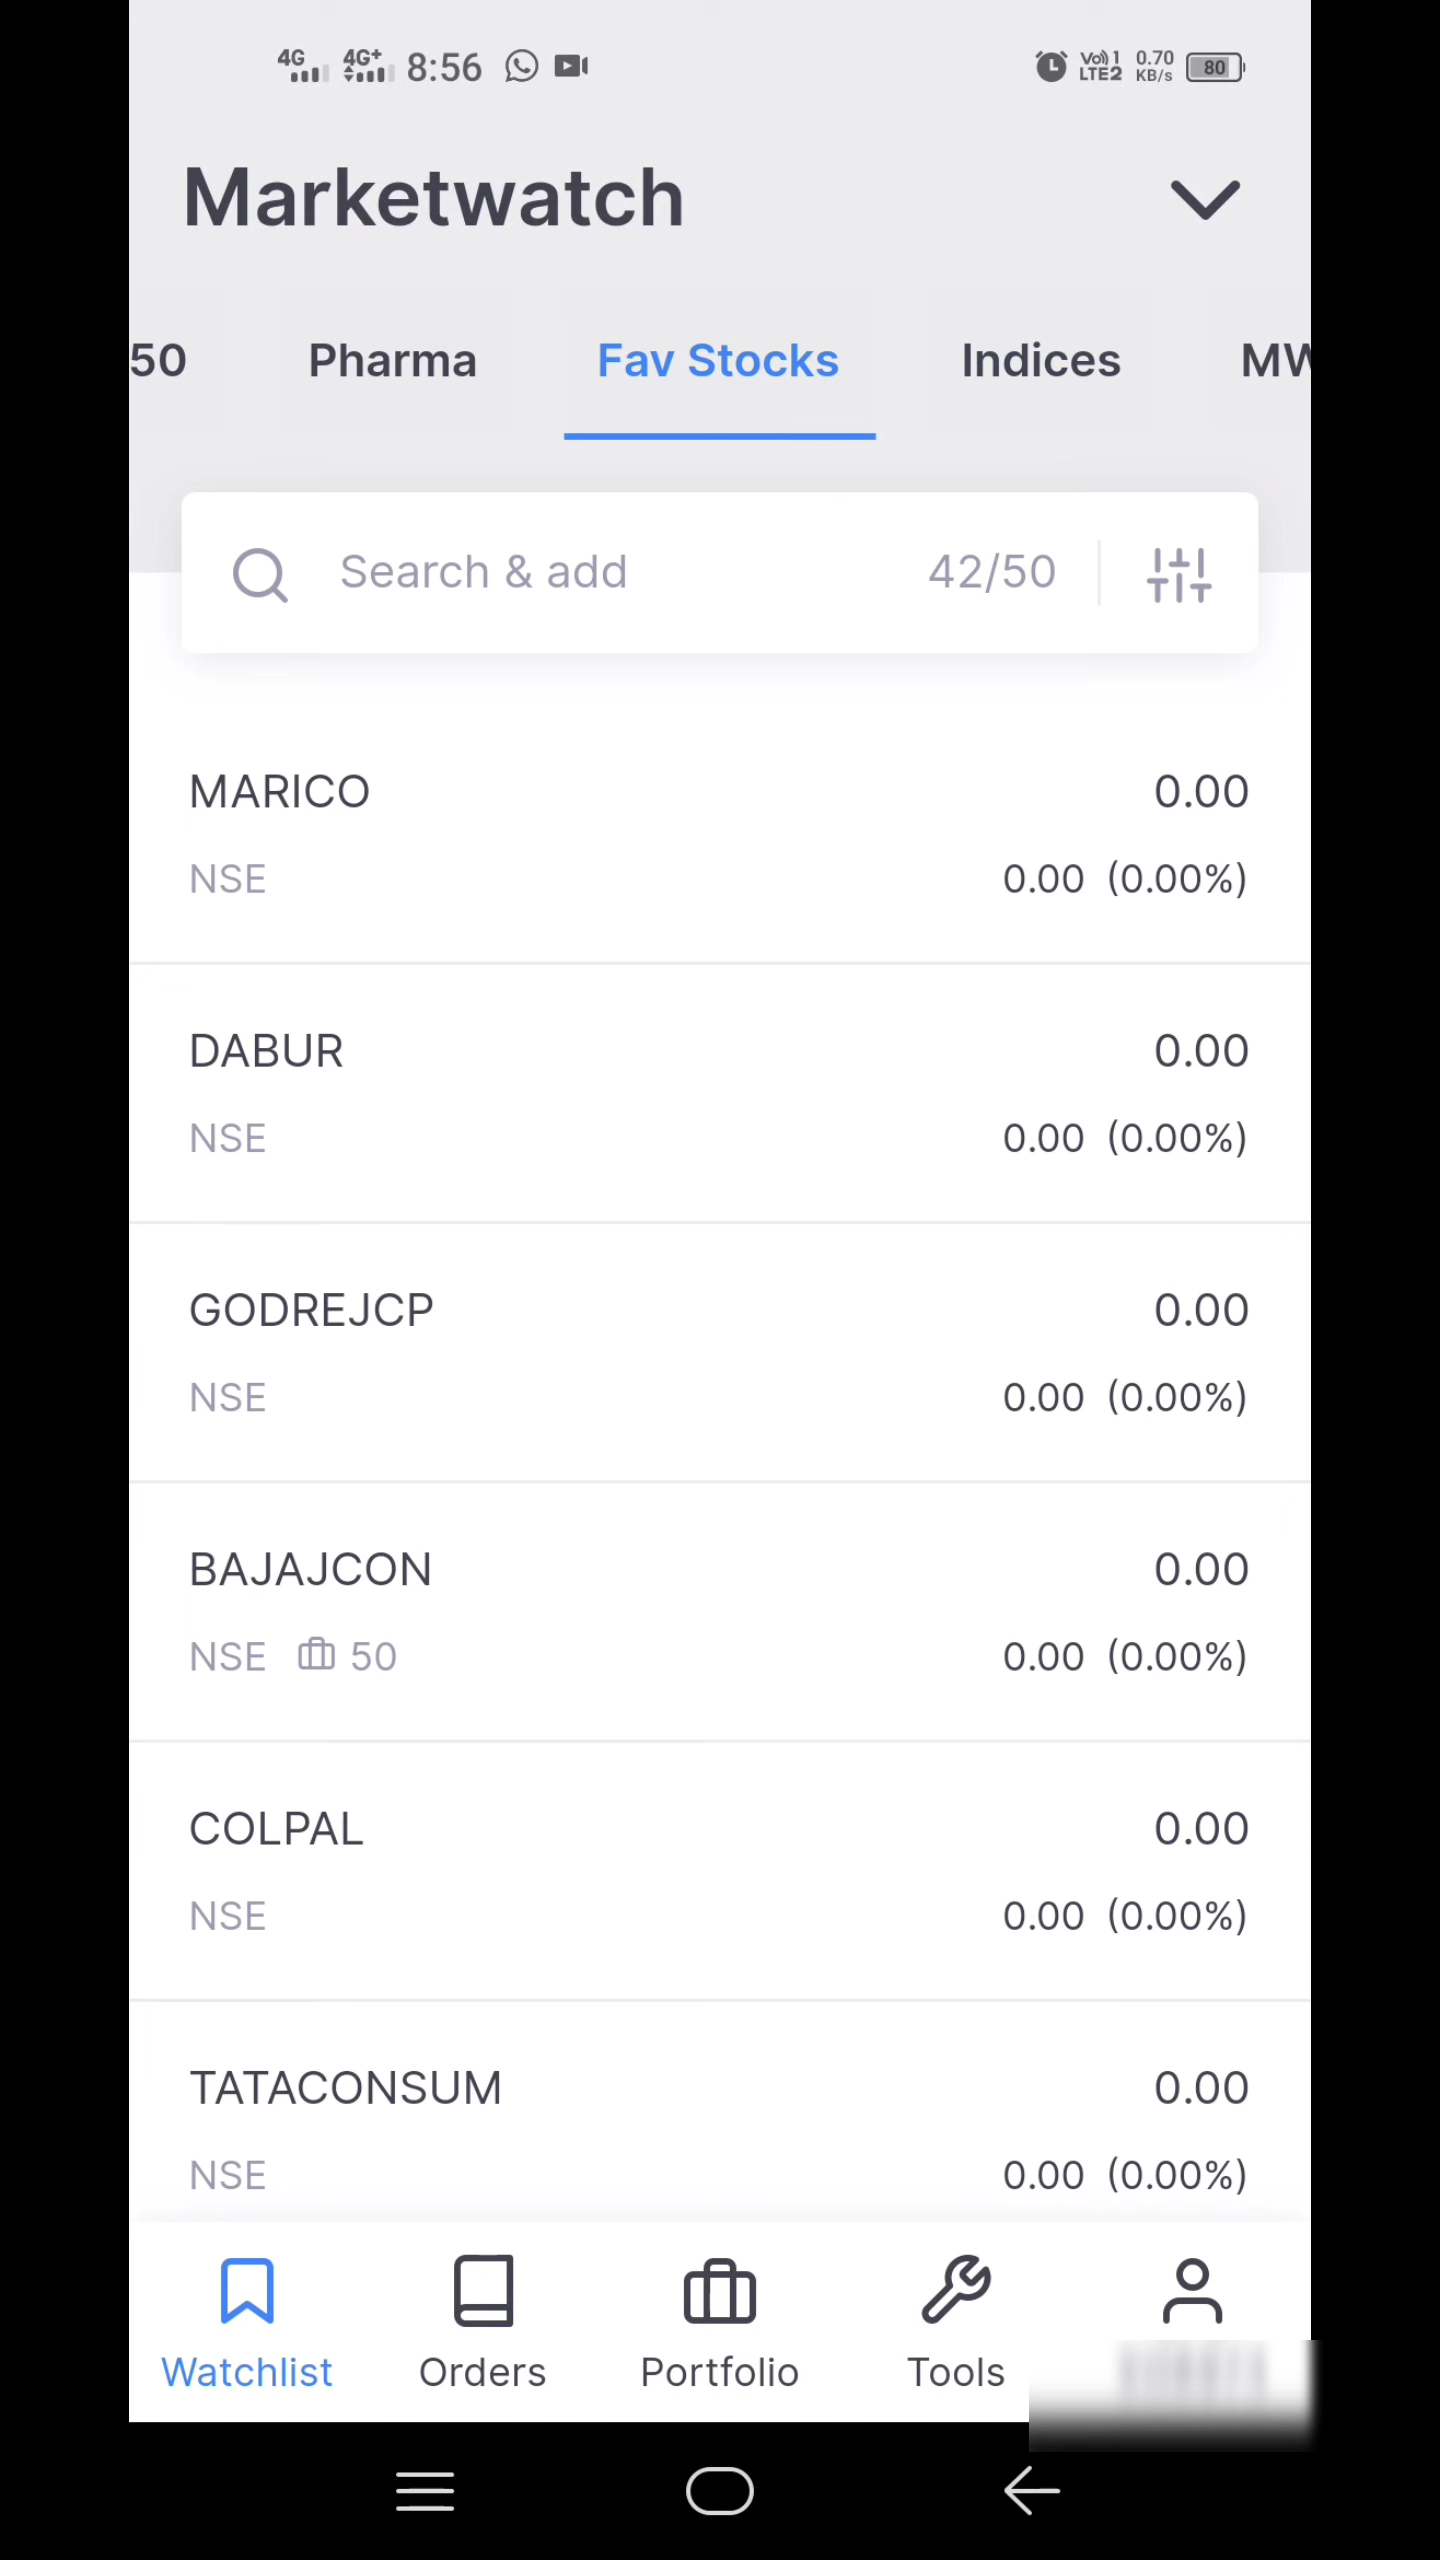 4G 4G+ 8:56 Vo)) 1 LTE2 0.70 KB/s 80
Marketwatch
50 Pharma Fav Stocks Indices MW
Search & add 42/50
MARICO 0.00
NSE 0.00 (0.00%)
DABUR 0.00
NSE 0.00 (0.00%)
GODREJCP 0.00
NSE 0.00 (0.00%)
BAJAJCON 0.00
NSE 50 0.00 (0.00%)
COLPAL 0.00
NSE 0.00 (0.00%)
TATACONSUM 0.00
NSE 0.00 (0.00%)
Watchlist Orders Portfolio Tools